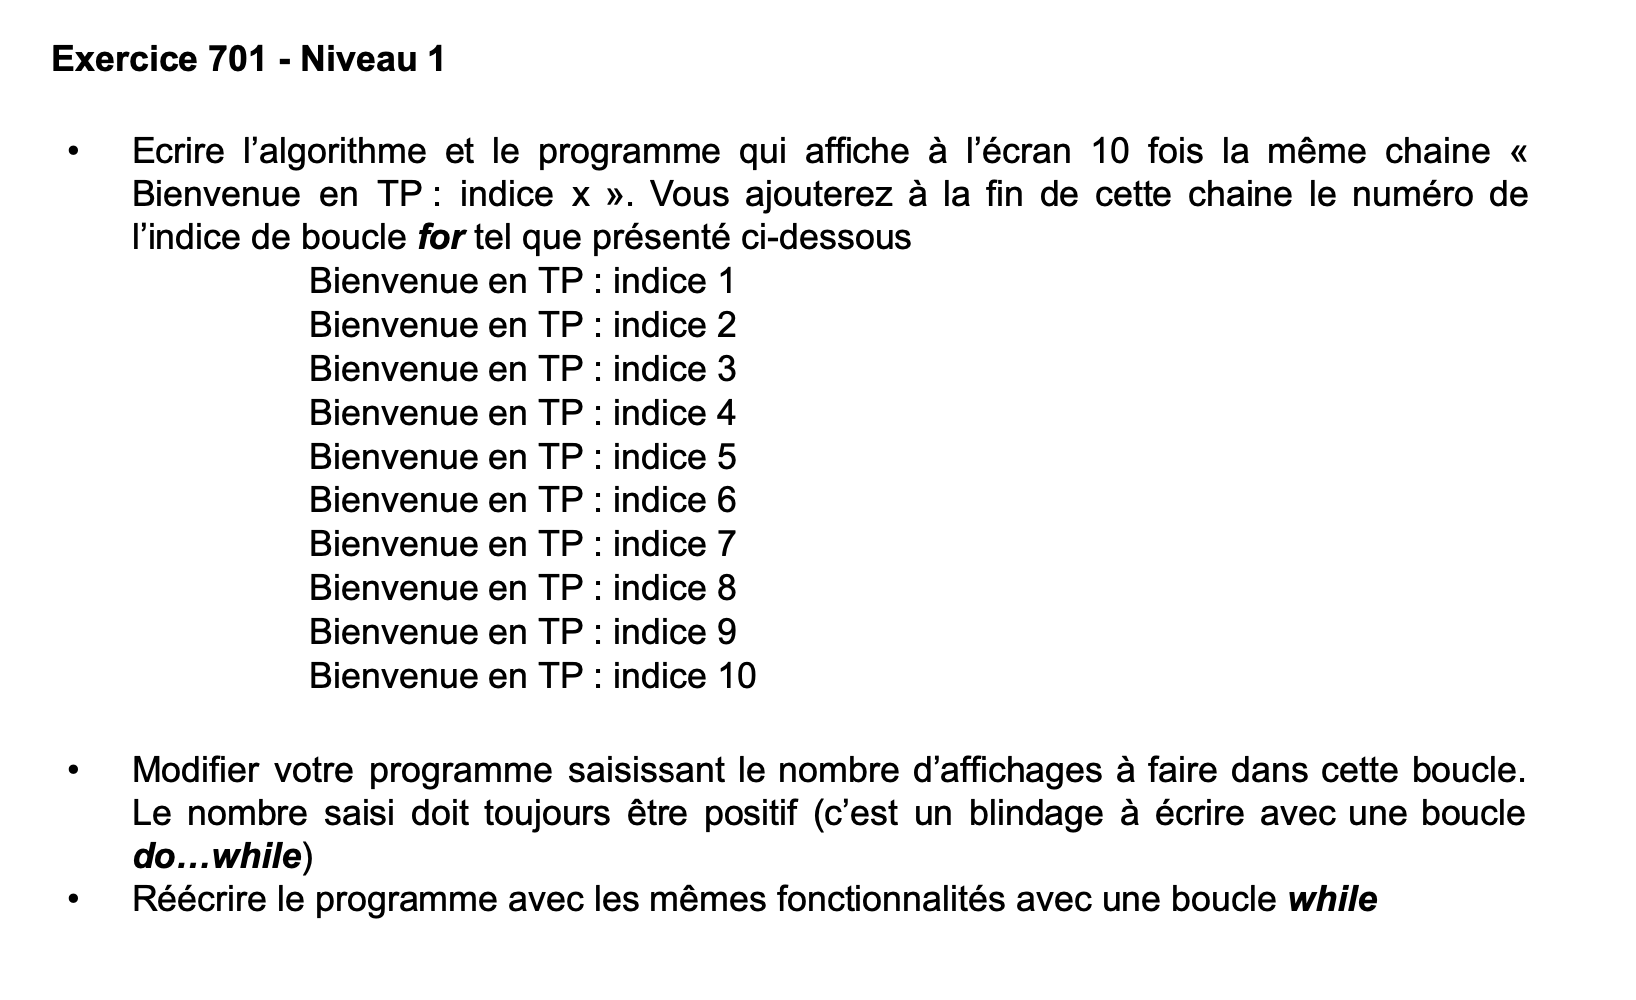 Exercice 701 - Niveau 1
• Ecrire l’algorithme et le programme qui affiche à l’écran 10 fois la même chaine «
Bienvenue en TP : indice x ». Vous ajouterez à la fin de cette chaine le numéro de
l’indice de boucle for tel que présenté ci-dessous
Bienvenue en TP : indice 1
Bienvenue en TP : indice 2
Bienvenue en TP : indice 3
Bienvenue en TP : indice 4
Bienvenue en TP : indice 5
Bienvenue en TP : indice 6
Bienvenue en TP : indice 7
Bienvenue en TP : indice 8
Bienvenue en TP : indice 9
Bienvenue en TP : indice 10
• Modifier votre programme saisissant le nombre d’affichages à faire dans cette boucle.
Le nombre saisi doit toujours être positif (c’est un blindage à écrire avec une boucle
do…while)
• Réécrire le programme avec les mêmes fonctionnalités avec une boucle while